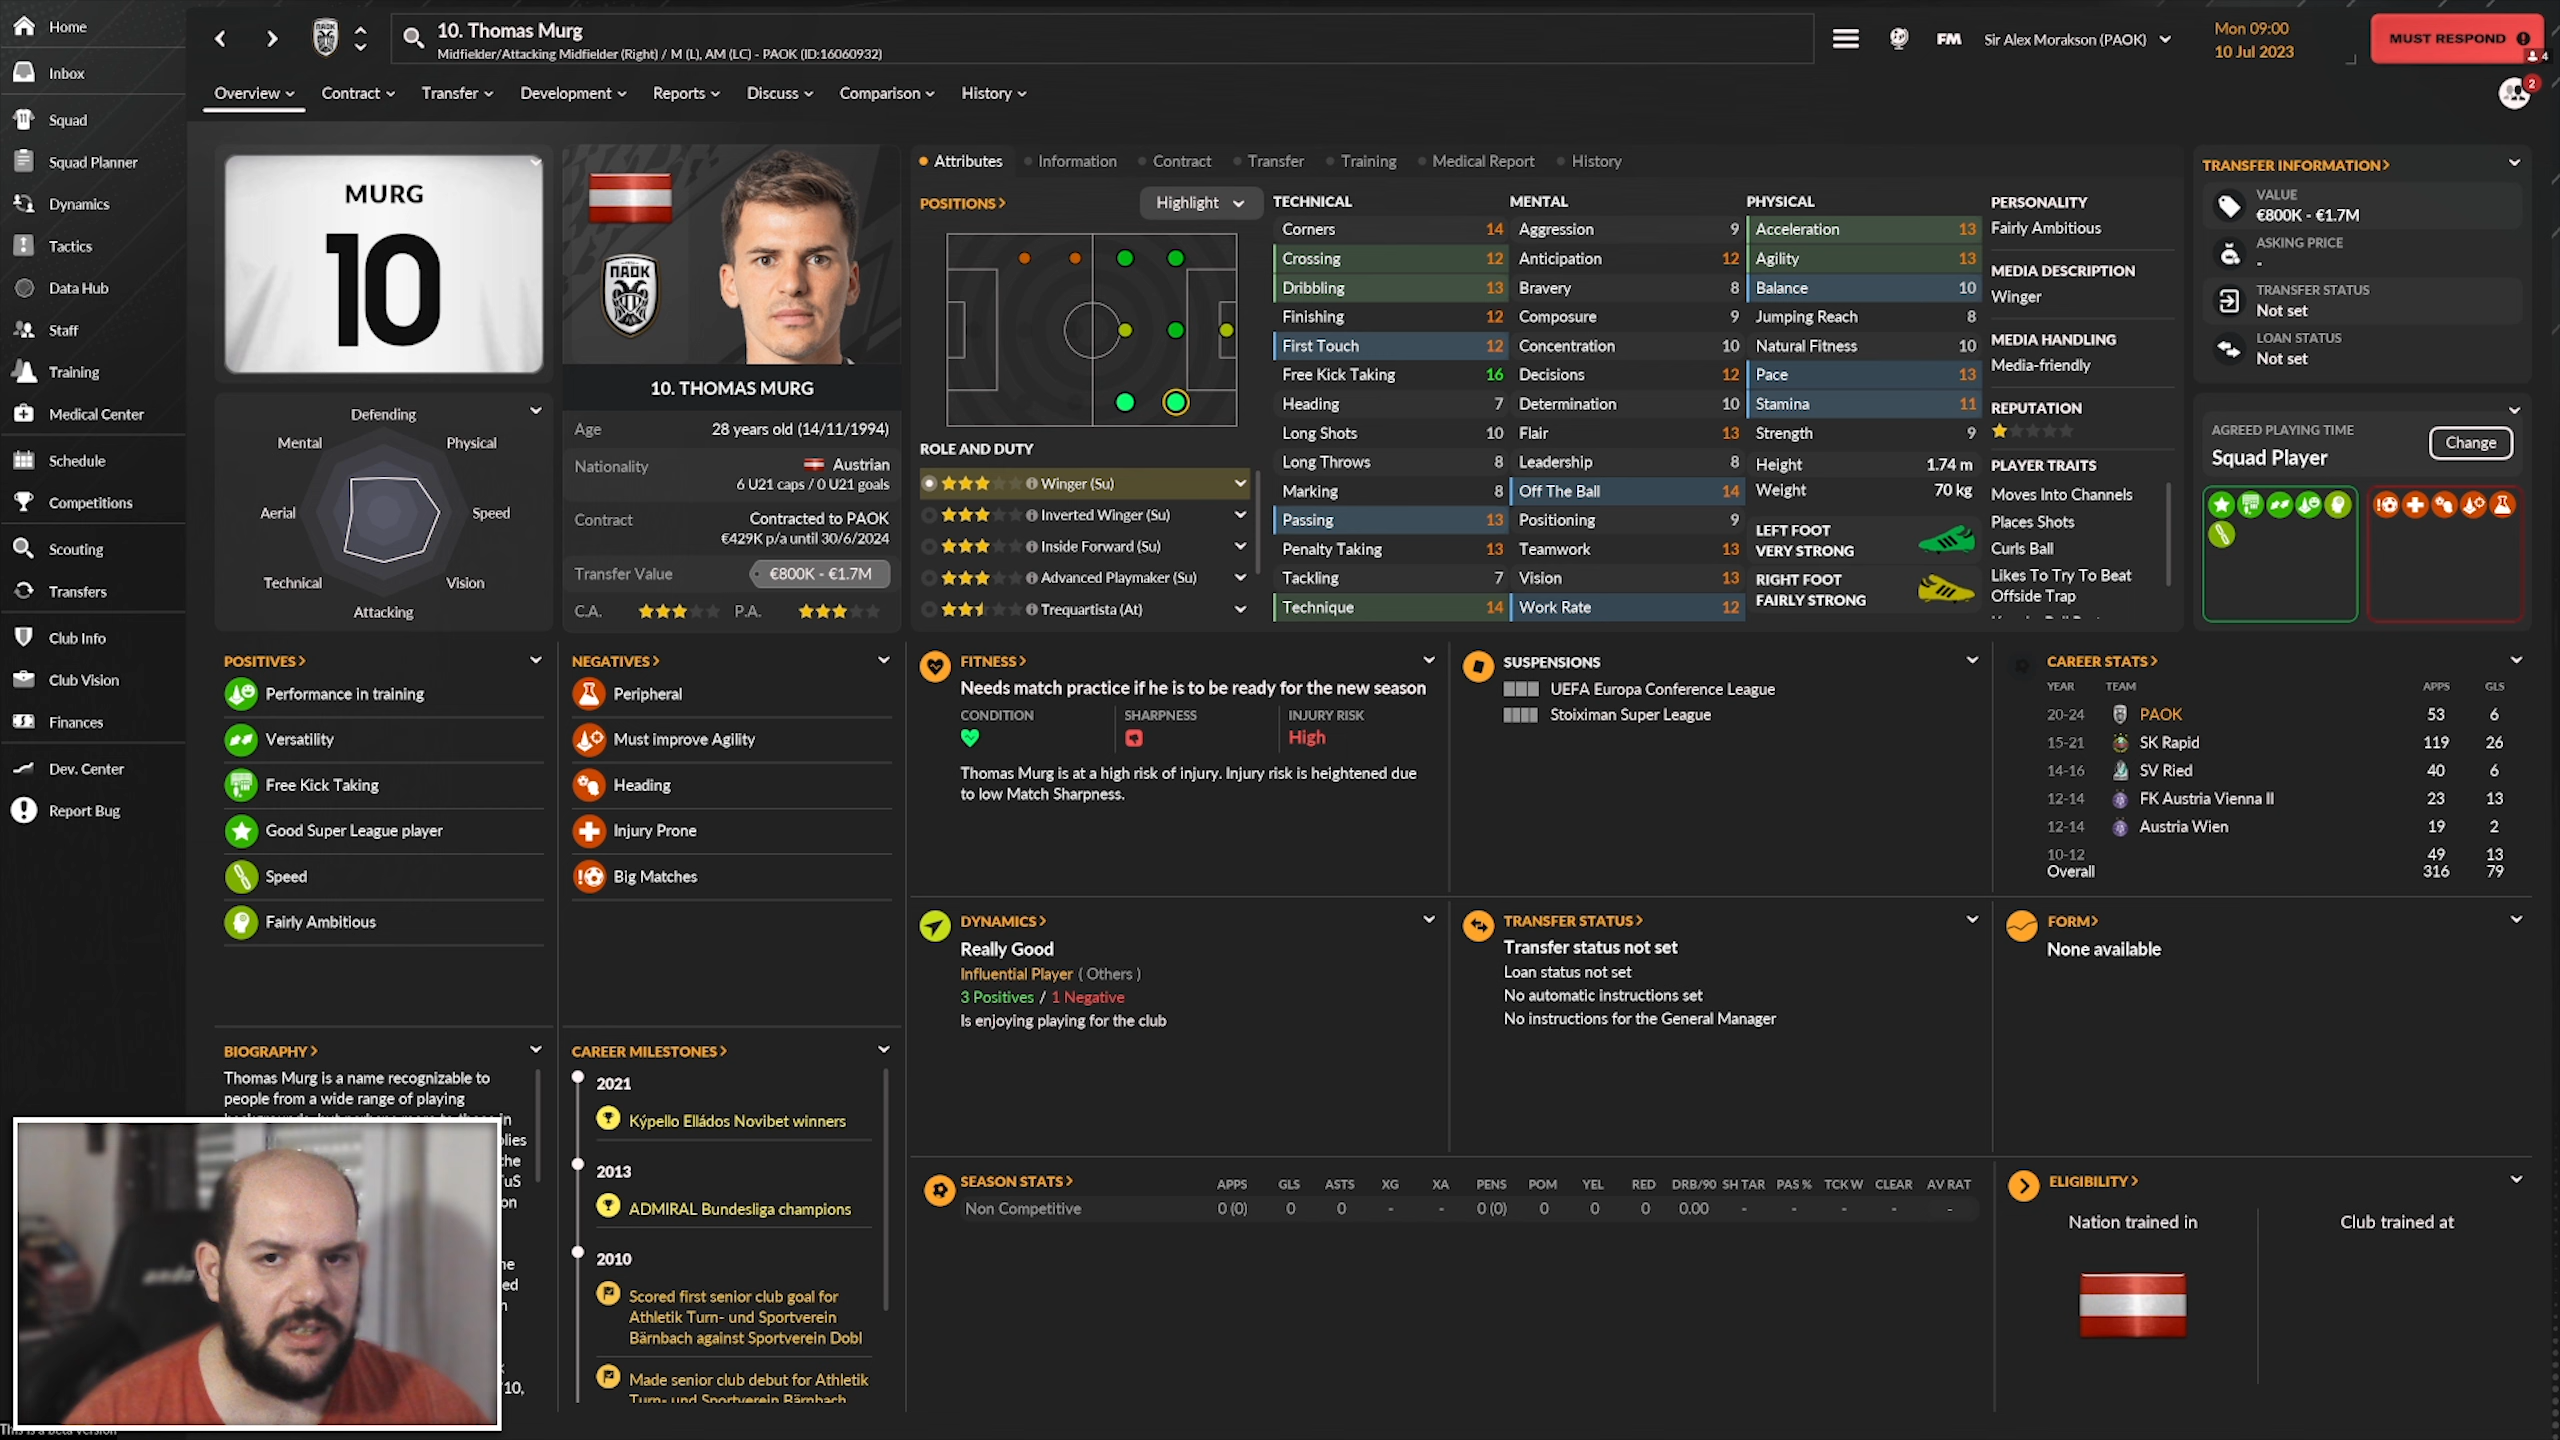 Home
Inbox
Squad
Squad Planner
Dynamics
Tactics
Data Hub
Staff
Training
Medical Center
Schedule
Competitions
Scouting
Transfers
Club Info
Club Vision
Finances
Dev. Center
Report Bug
10. Thomas Murg
Midfielder/Attacking Midfielder (Right) / M (L), AM (LC) - PAOK (ID:16060932)
FM
Sir Alex Morakson (PAOK)
Mon 09:00
10 Jul 2023
MUST RESPOND
4
2
Overview Contract Transfer Development Reports Discuss Comparison History
MURG
10
ΠΑΟΚ
10. THOMAS MURG
Age 28 years old (14/11/1994)
Nationality Austrian
6 U21 caps / 0 U21 goals
Contract Contracted to PAOK
€429K p/a until 30/6/2024
Transfer Value €800K - €1.7M
C.A. P.A.
Defending
Mental Physical
Aerial Speed
Technical Vision
Attacking
Attributes Information Contract Transfer Training Medical Report History
POSITIONS> Highlight
ROLE AND DUTY
Winger (Su)
Inverted Winger (Su)
Inside Forward (Su)
Advanced Playmaker (Su)
Trequartista (At)
TECHNICAL
Corners 14
Crossing 12
Dribbling 13
Finishing 12
First Touch 12
Free Kick Taking 16
Heading 7
Long Shots 10
Long Throws 8
Marking 8
Passing 13
Penalty Taking 13
Tackling 7
Technique 14
MENTAL
Aggression 9
Anticipation 12
Bravery 8
Composure 9
Concentration 10
Decisions 12
Determination 10
Flair 13
Leadership 8
Off The Ball 14
Positioning 9
Teamwork 13
Vision 13
Work Rate 12
PHYSICAL
Acceleration 13
Agility 13
Balance 10
Jumping Reach 8
Natural Fitness 10
Pace 13
Stamina 11
Strength 9
Height 1.74 m
Weight 70 kg
LEFT FOOT
VERY STRONG
RIGHT FOOT
FAIRLY STRONG
PERSONALITY
Fairly Ambitious
MEDIA DESCRIPTION
Winger
MEDIA HANDLING
Media-friendly
REPUTATION
PLAYER TRAITS
Moves Into Channels
Places Shots
Curls Ball
Likes To Try To Beat
Offside Trap
TRANSFER INFORMATION>
VALUE
€800K - €1.7M
ASKING PRICE
-
TRANSFER STATUS
Not set
LOAN STATUS
Not set
AGREED PLAYING TIME
Squad Player
Change
POSITIVES>
Performance in training
Versatility
Free Kick Taking
Good Super League player
Speed
Fairly Ambitious
NEGATIVES>
Peripheral
Must improve Agility
Heading
Injury Prone
Big Matches
FITNESS>
Needs match practice if he is to be ready for the new season
CONDITION SHARPNESS INJURY RISK
High
Thomas Murg is at a high risk of injury. Injury risk is heightened due
to low Match Sharpness.
SUSPENSIONS
UEFA Europa Conference League
Stoiximan Super League
CAREER STATS>
YEAR TEAM APPS GLS
20-24 PAOK 53 6
15-21 SK Rapid 119 26
14-16 SV Ried 40 6
12-14 FK Austria Vienna II 23 13
12-14 Austria Wien 19 2
10-12 49 13
Overall 316 79
DYNAMICS>
Really Good
Influential Player ( Others )
3 Positives / 1 Negative
Is enjoying playing for the club
TRANSFER STATUS>
Transfer status not set
Loan status not set
No automatic instructions set
No instructions for the General Manager
FORM>
None available
BIOGRAPHY>
Thomas Murg is a name recognizable to
people from a wide range of playing
CAREER MILESTONES>
2021
Kýpello Elládos Novibet winners
2013
ADMIRAL Bundesliga champions
2010
Scored first senior club goal for
Athletik Turn- und Sportverein
Bärnbach against Sportverein Dobl
Made senior club debut for Athletik
Turn- und Sportverein Bärnbach
SEASON STATS> APPS GLS ASTS XG XA PENS POM YEL RED DRB/90 SH TAR PAS % TCK W CLEAR AV RAT
Non Competitive 0 (0) 0 0 - - 0 (0) 0 0 0 0.00 - - - - -
ELIGIBILITY>
Nation trained in Club trained at